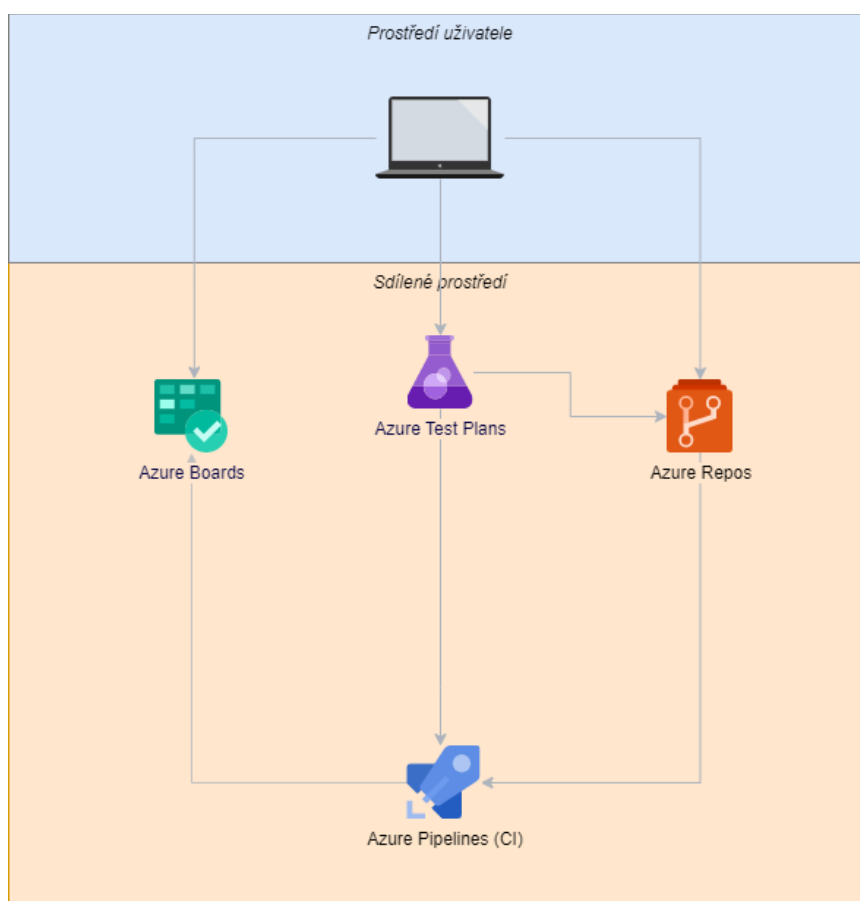 Prostředí uživatele
Sdílené prostředí
Azure Test Plans
Azure Boards
Azure Repos
Azure Pipelines (CI)